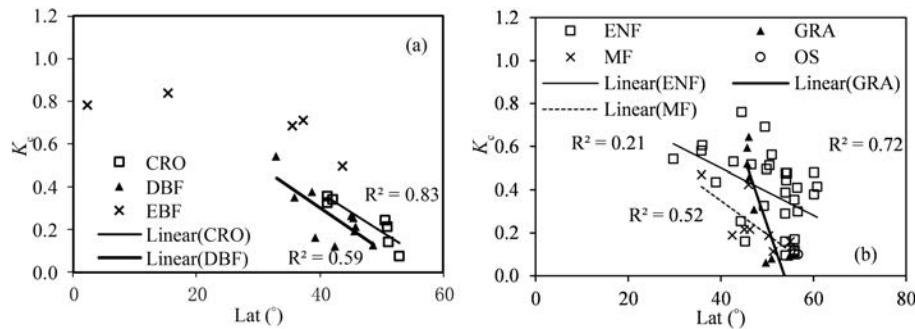 1.2
1.0
0.8
0.6
0.4
0.2
0.0
K_c
(a)
CRO
DBF
EBF
Linear(CRO)
Linear(DBF)
R² = 0.83
R² = 0.59
0 20 40 60
Lat (°)
1.2
1.0
0.8
0.6
0.4
0.2
0.0
K_c
ENF GRA
MF OS
Linear(ENF) Linear(GRA)
Linear(MF)
R² = 0.21
R² = 0.72
R² = 0.52
(b)
0 20 40 60 80
Lat (°)